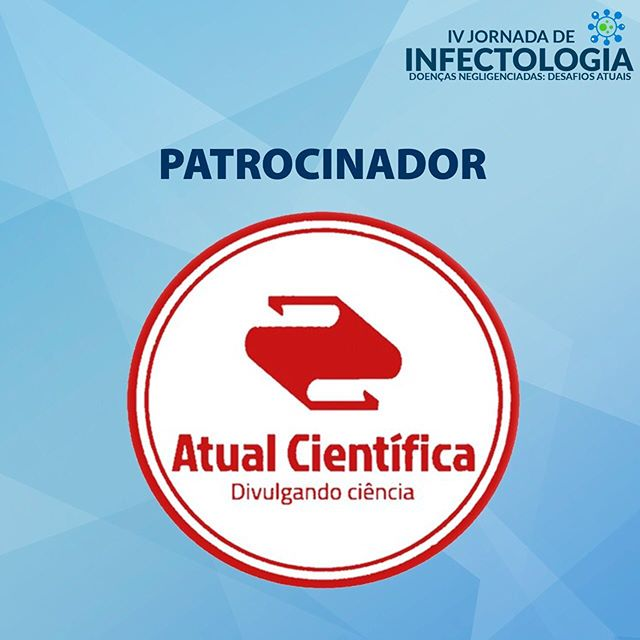 IV JORNADA DE
INFECTOLOGIA
DOENÇAS NEGLIGENCIADAS: DESAFIOS ATUAIS
PATROCINADOR
Atual Científica
Divulgando ciência